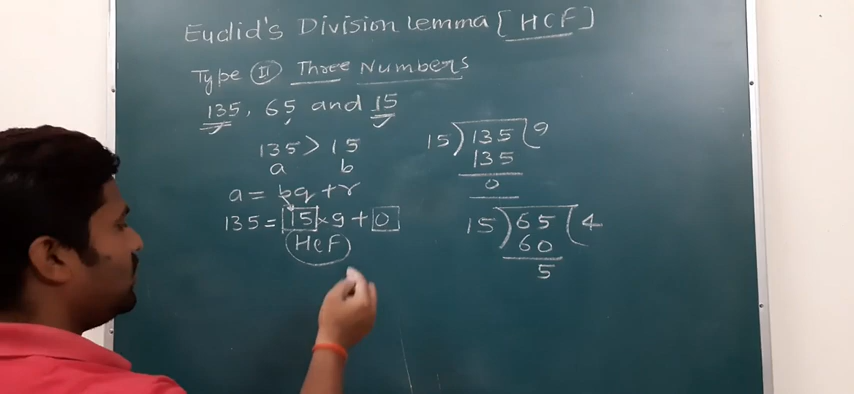 Euclid's Division Lemma [HCF]
Type II Three Numbers
135, 65 and 15
135 > 15
a b
a = bq + r
135 = 15 × 9 + 0
HCF
15) 135 (9
135
0
15) 65 (4
60
5